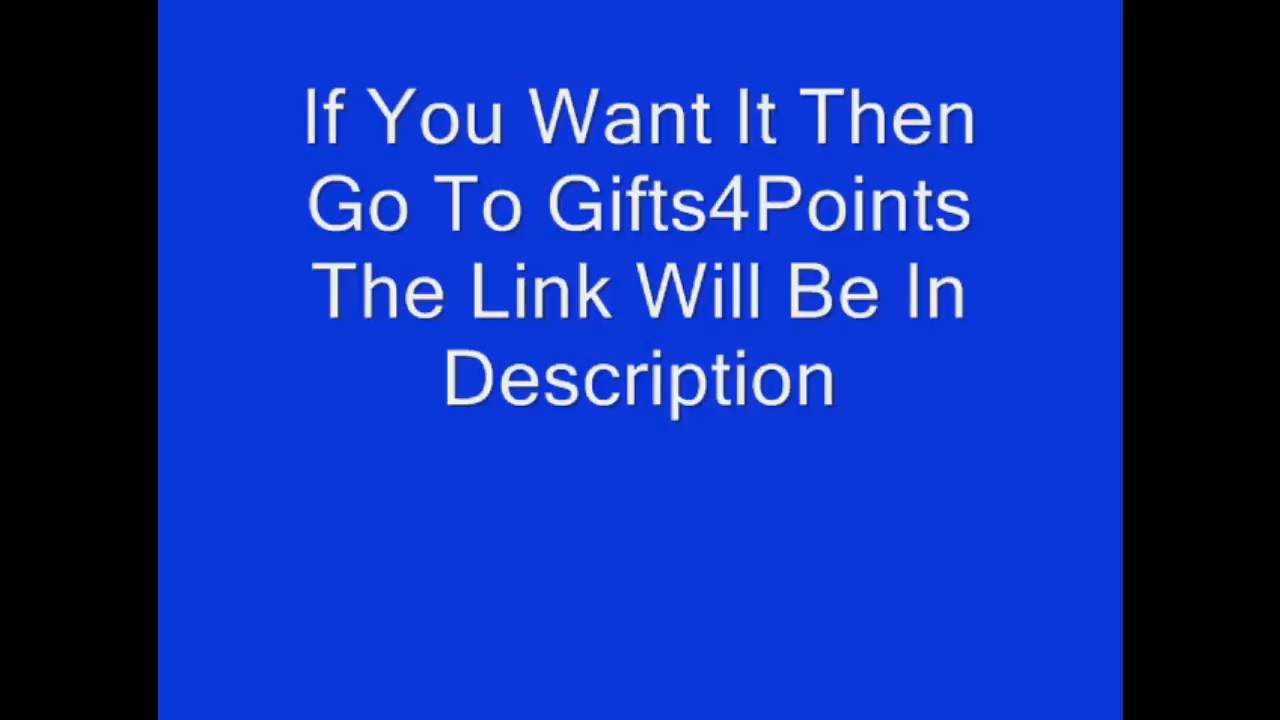 If You Want It Then
Go To Gifts4Points
The Link Will Be In
Description